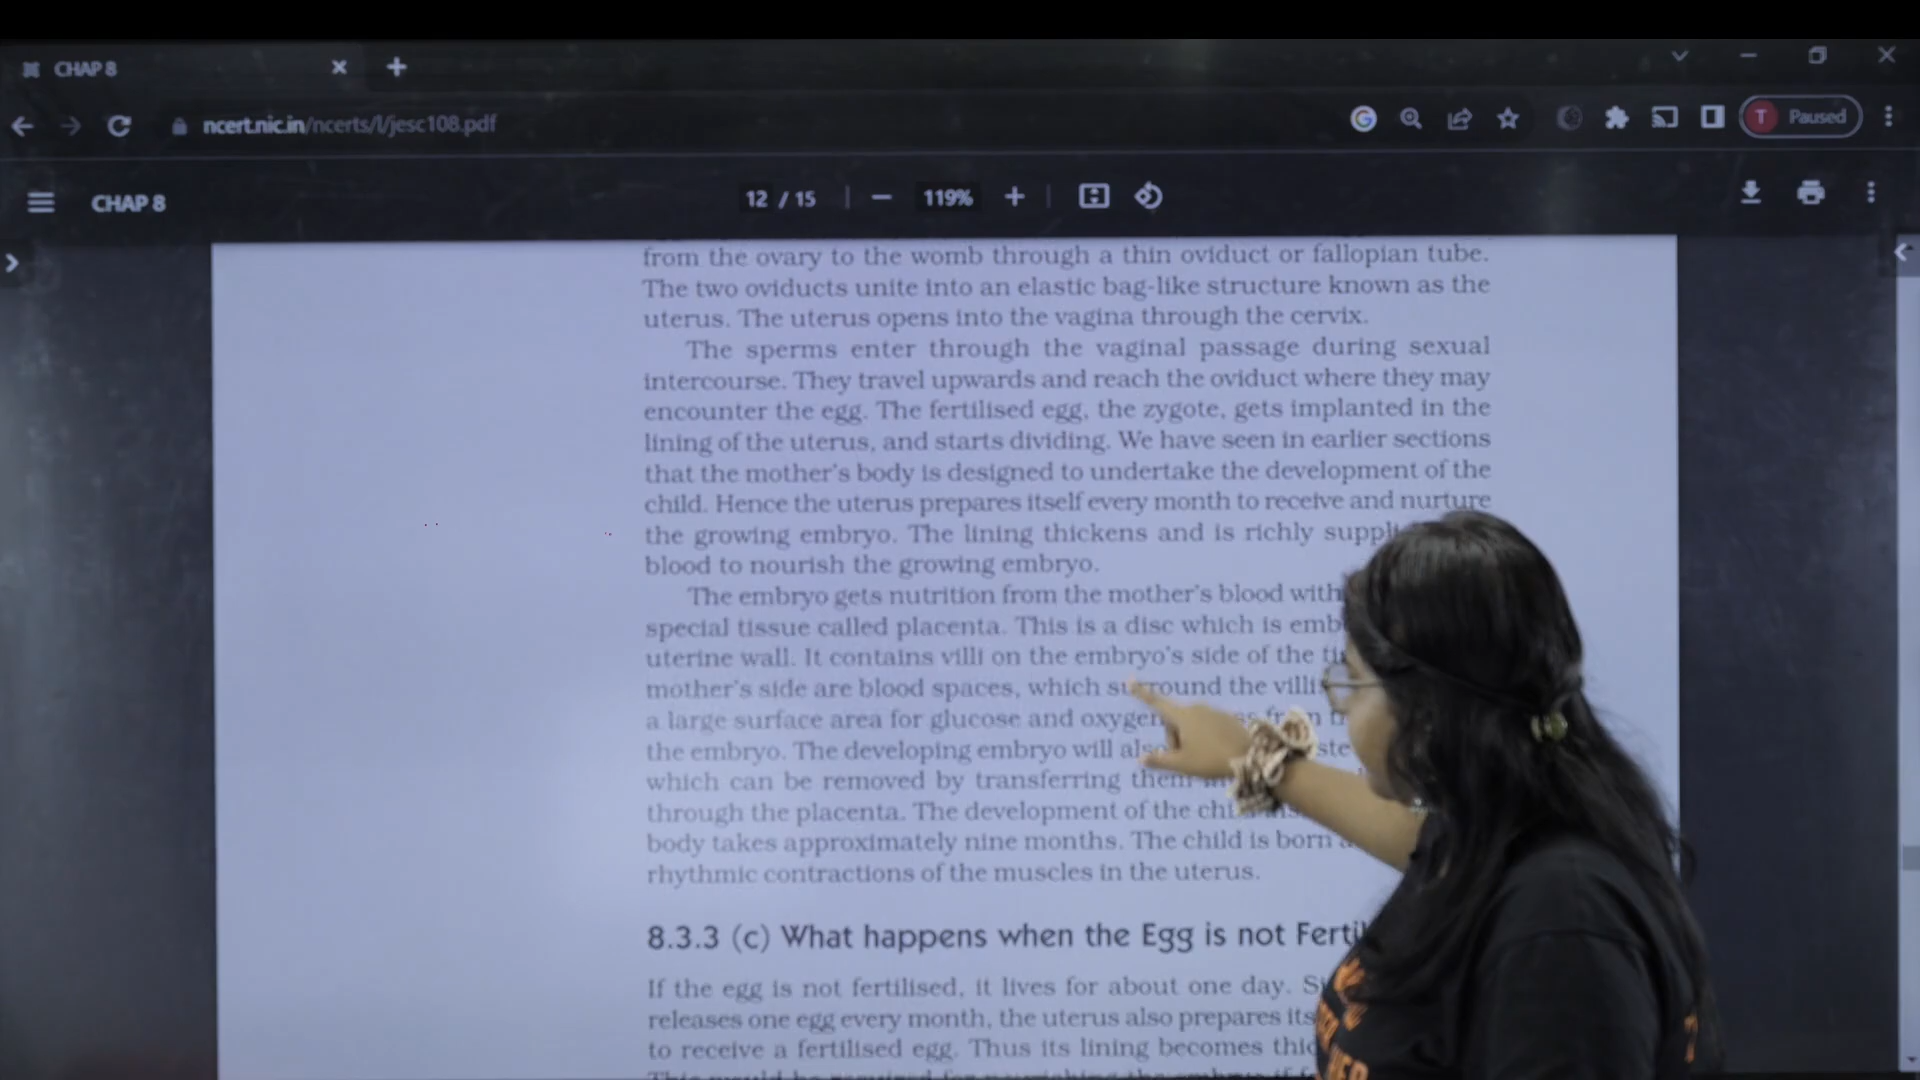 CHAP 8
ncert.nic.in/ncerts/l/jesc108.pdf
T Paused
CHAP 8
12 / 15
119%
from the ovary to the womb through a thin oviduct or fallopian tube.
The two oviducts unite into an elastic bag-like structure known as the
uterus. The uterus opens into the vagina through the cervix.
The sperms enter through the vaginal passage during sexual
intercourse. They travel upwards and reach the oviduct where they may
encounter the egg. The fertilised egg, the zygote, gets implanted in the
lining of the uterus, and starts dividing. We have seen in earlier sections
that the mother's body is designed to undertake the development of the
child. Hence the uterus prepares itself every month to receive and nurture
the growing embryo. The lining thickens and is richly
blood to nourish the growing embryo.
The embryo gets nutrition from the mother's blood with
special tissue called placenta. This is a disc which is
uterine wall. It contains villi on the embryo's side of the
mother's side are blood spaces, which surround the villi
a large surface area for glucose and oxygen
the embryo. The developing embryo will also
which can be removed by transferring them
through the placenta. The development of the
body takes approximately nine months. The child is born
rhythmic contractions of the muscles in the uterus.
8.3.3 (c) What happens when the Egg is not
If the egg is not fertilised, it lives for about one day.
releases one egg every month, the uterus also prepares
to receive a fertilised egg. Thus its lining becomes